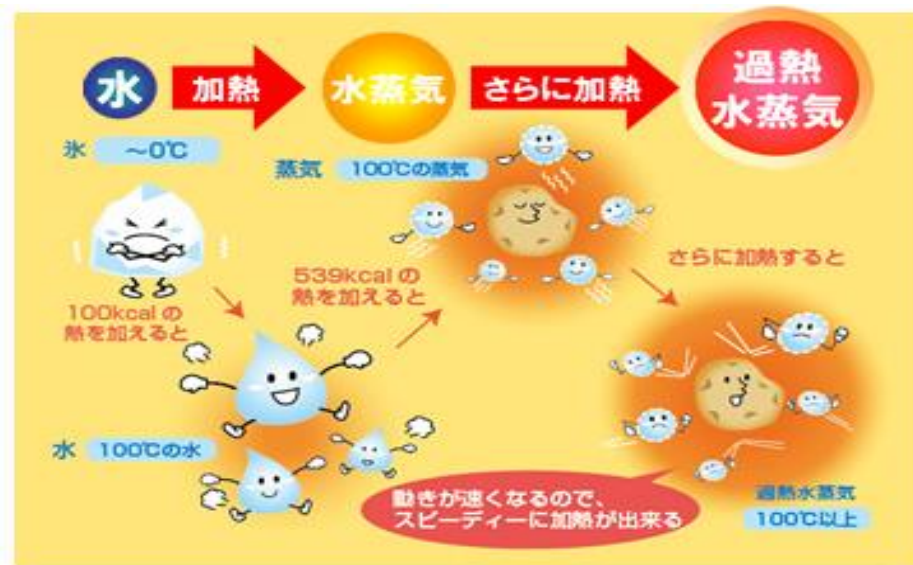 水
加熱
水蒸気
さらに加熱
過熱
水蒸気
氷 ～0℃
蒸気 100℃の蒸気
100kcalの
熱を加えると
539kcalの
熱を加えると
さらに加熱すると
水 100℃の水
動きが速くなるので、
スピーディーに加熱が出来る
過熱水蒸気
100℃以上